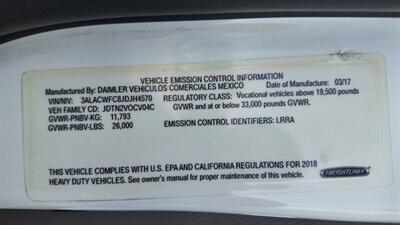 VEHICLE EMISSION CONTROL INFORMATION
Manufactured By: DAIMLER VEHICULOS COMERCIALES MEXICO Date of Manufacture: 03/17
VIN/NIV: 3ALACWFC8JDJH4570 REGULATORY CLASS: Vocational vehicles above 19,500 pounds
VEH FAMILY CD: JDTN2VOCV04C GVWR and at or below 33,000 pounds GVWR.
GVWR-PNBV-KG: 11,793
GVWR-PNBV-LBS: 26,000 EMISSION CONTROL IDENTIFIERS: LRRA
THIS VEHICLE COMPLIES WITH U.S. EPA AND CALIFORNIA REGULATIONS FOR 2018
HEAVY DUTY VEHICLES. See owner's manual for proper maintenance of this vehicle.
FREIGHTLINER